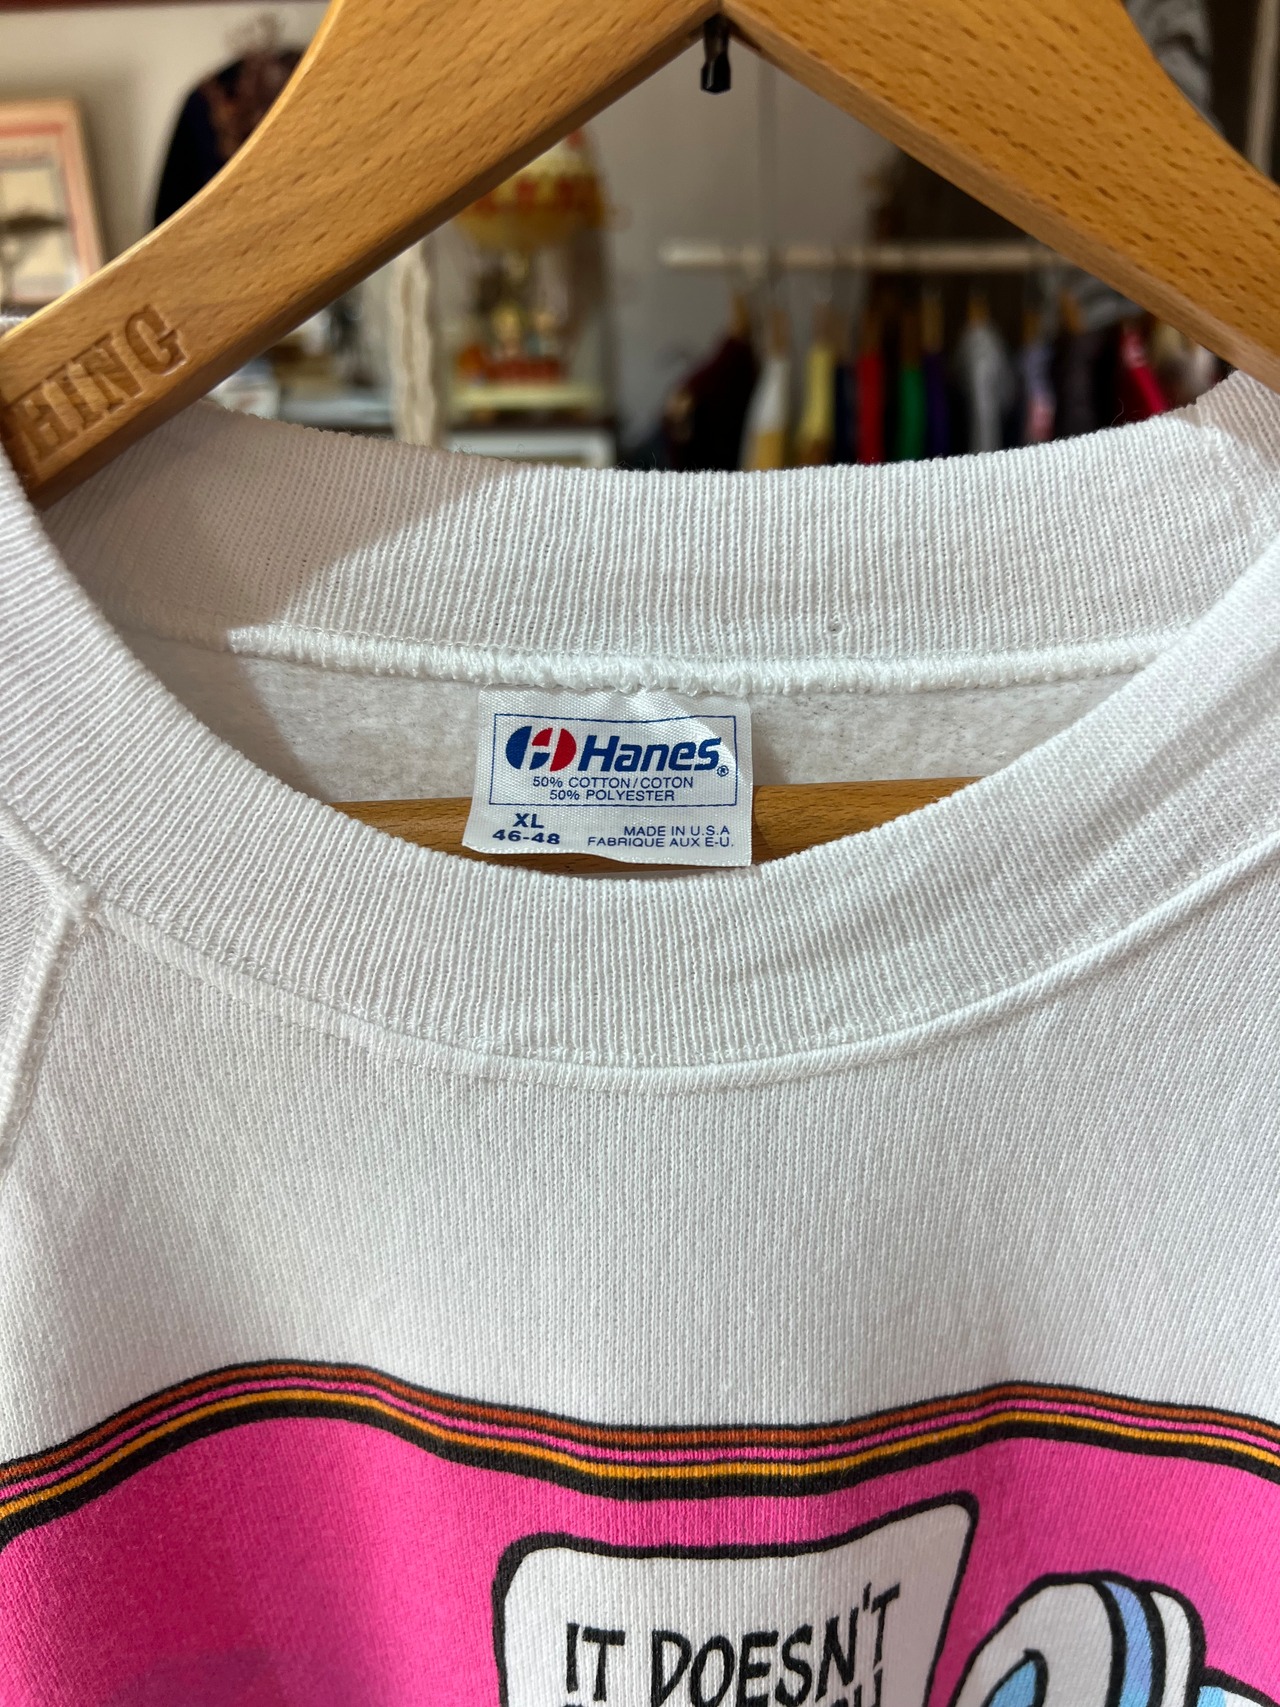 HING
Hanes®
50% COTTON/COTON
50% POLYESTER
XL
46-48
MADE IN U.S.A
FABRIQUE AUX E-U.
IT DOESN'T